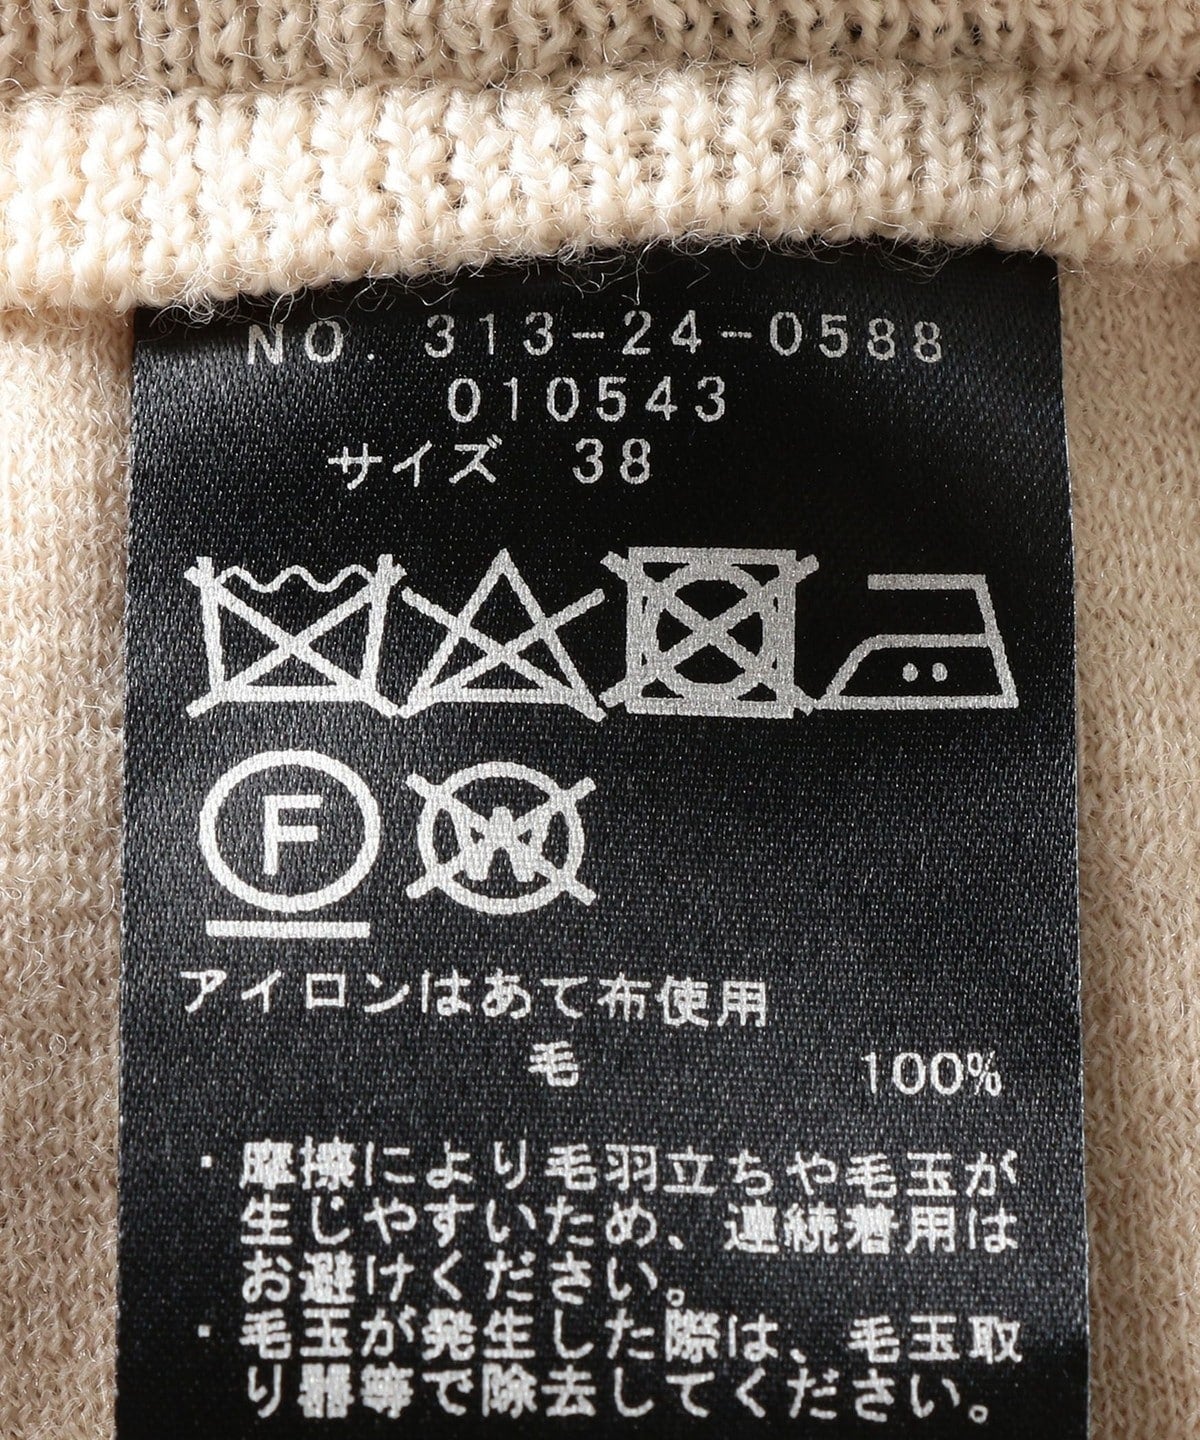 NO. 313-24-0588
010543
サイズ 38
F W
アイロンはあて布使用
毛 100%
・摩擦により毛羽立ちや毛玉が
生じやすいため、連続着用は
お避けください。
・毛玉が発生した際は、毛玉取
り器等で除去してください。